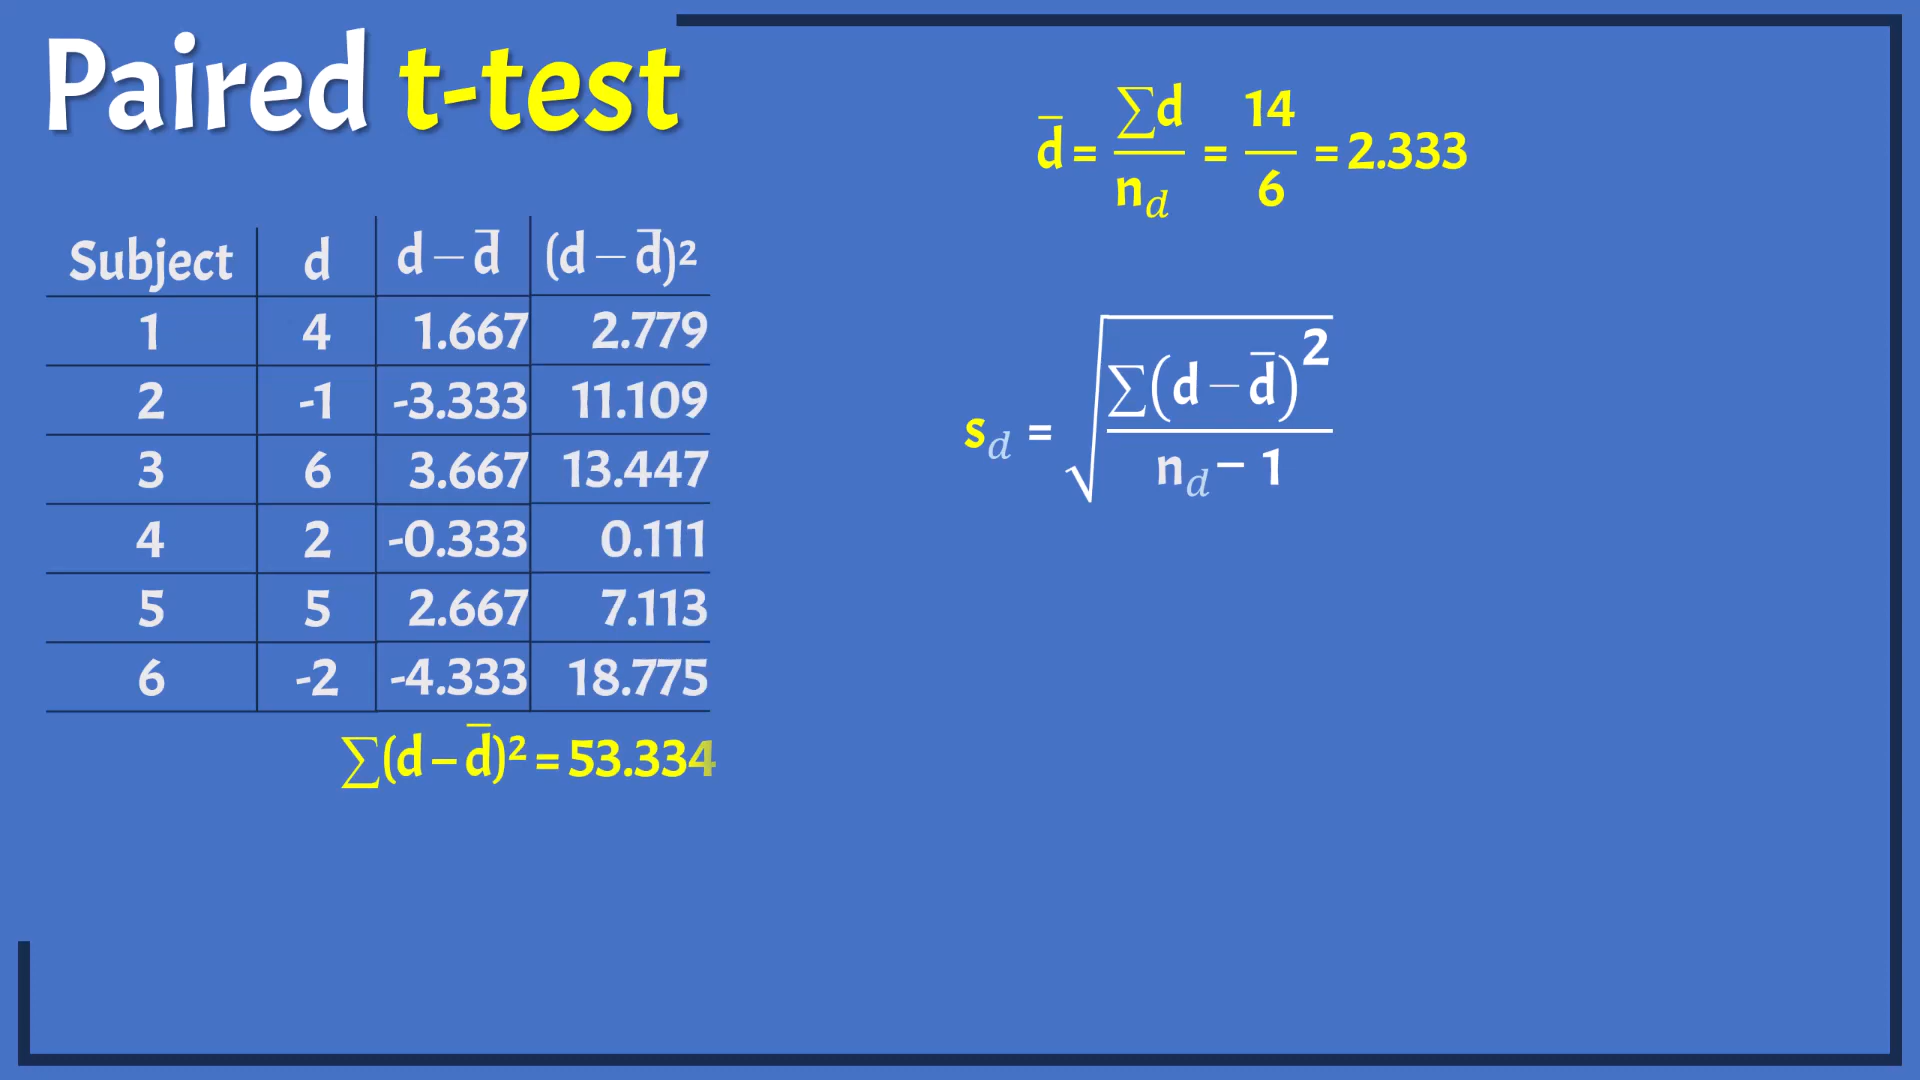 Paired t-test
d̄ = ∑d / n_d = 14 / 6 = 2.333
Subject d d − d̄ (d − d̄)²
1 4 1.667 2.779
2 -1 -3.333 11.109
3 6 3.667 13.447
4 2 -0.333 0.111
5 5 2.667 7.113
6 -2 -4.333 18.775
∑(d − d̄)² = 53.334
s_d = √(∑(d − d̄)² / n_d − 1)